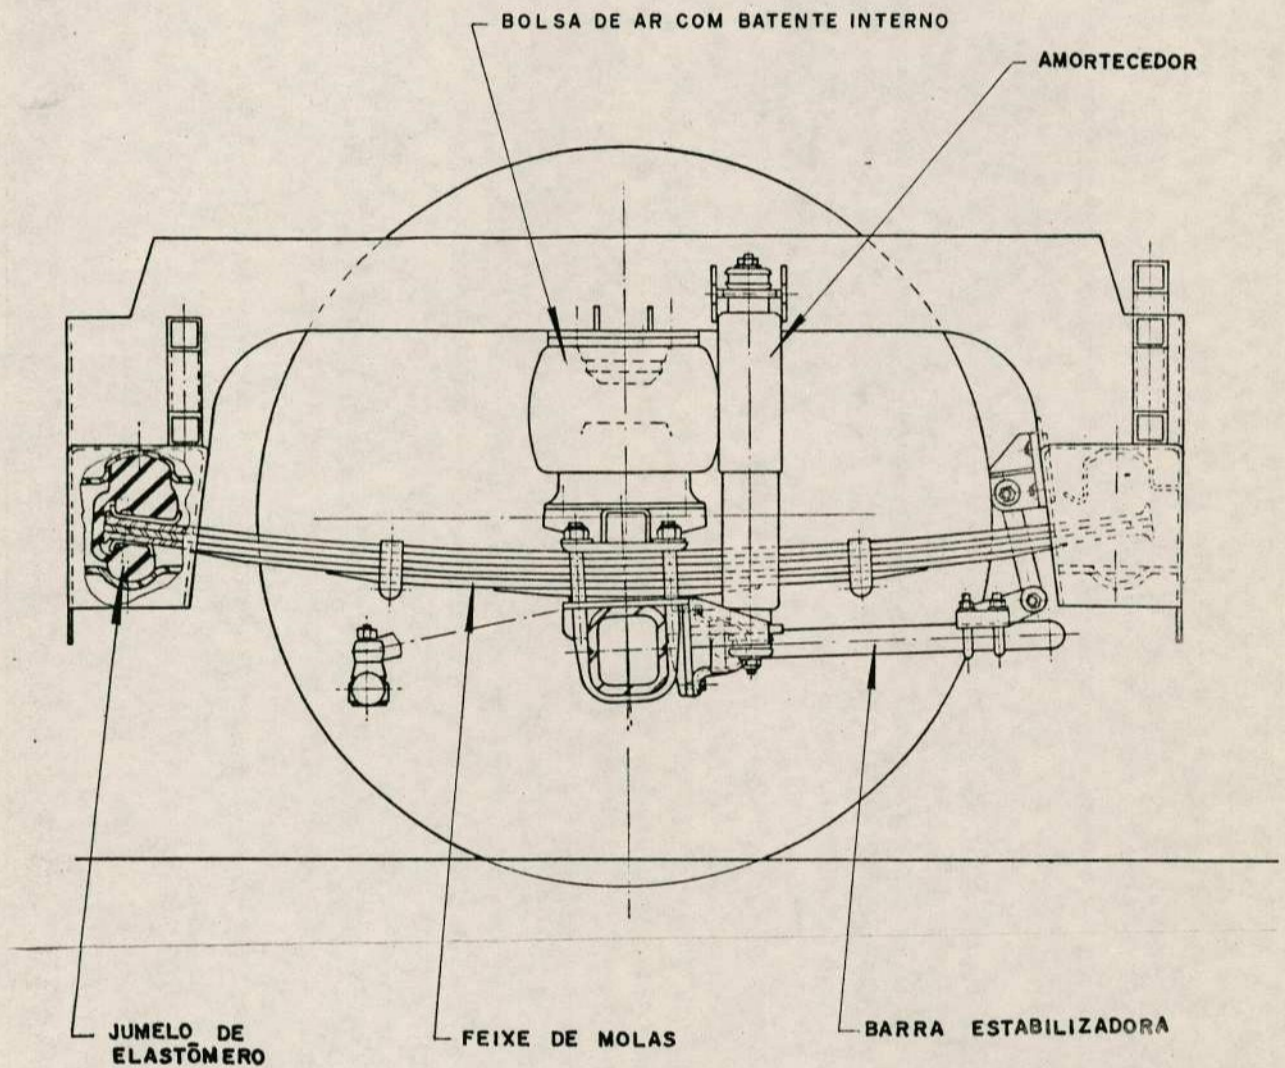 BOLSA DE AR COM BATENTE INTERNO
AMORTECEDOR
JUMELO DE
ELASTÔMERO
FEIXE DE MOLAS
BARRA ESTABILIZADORA